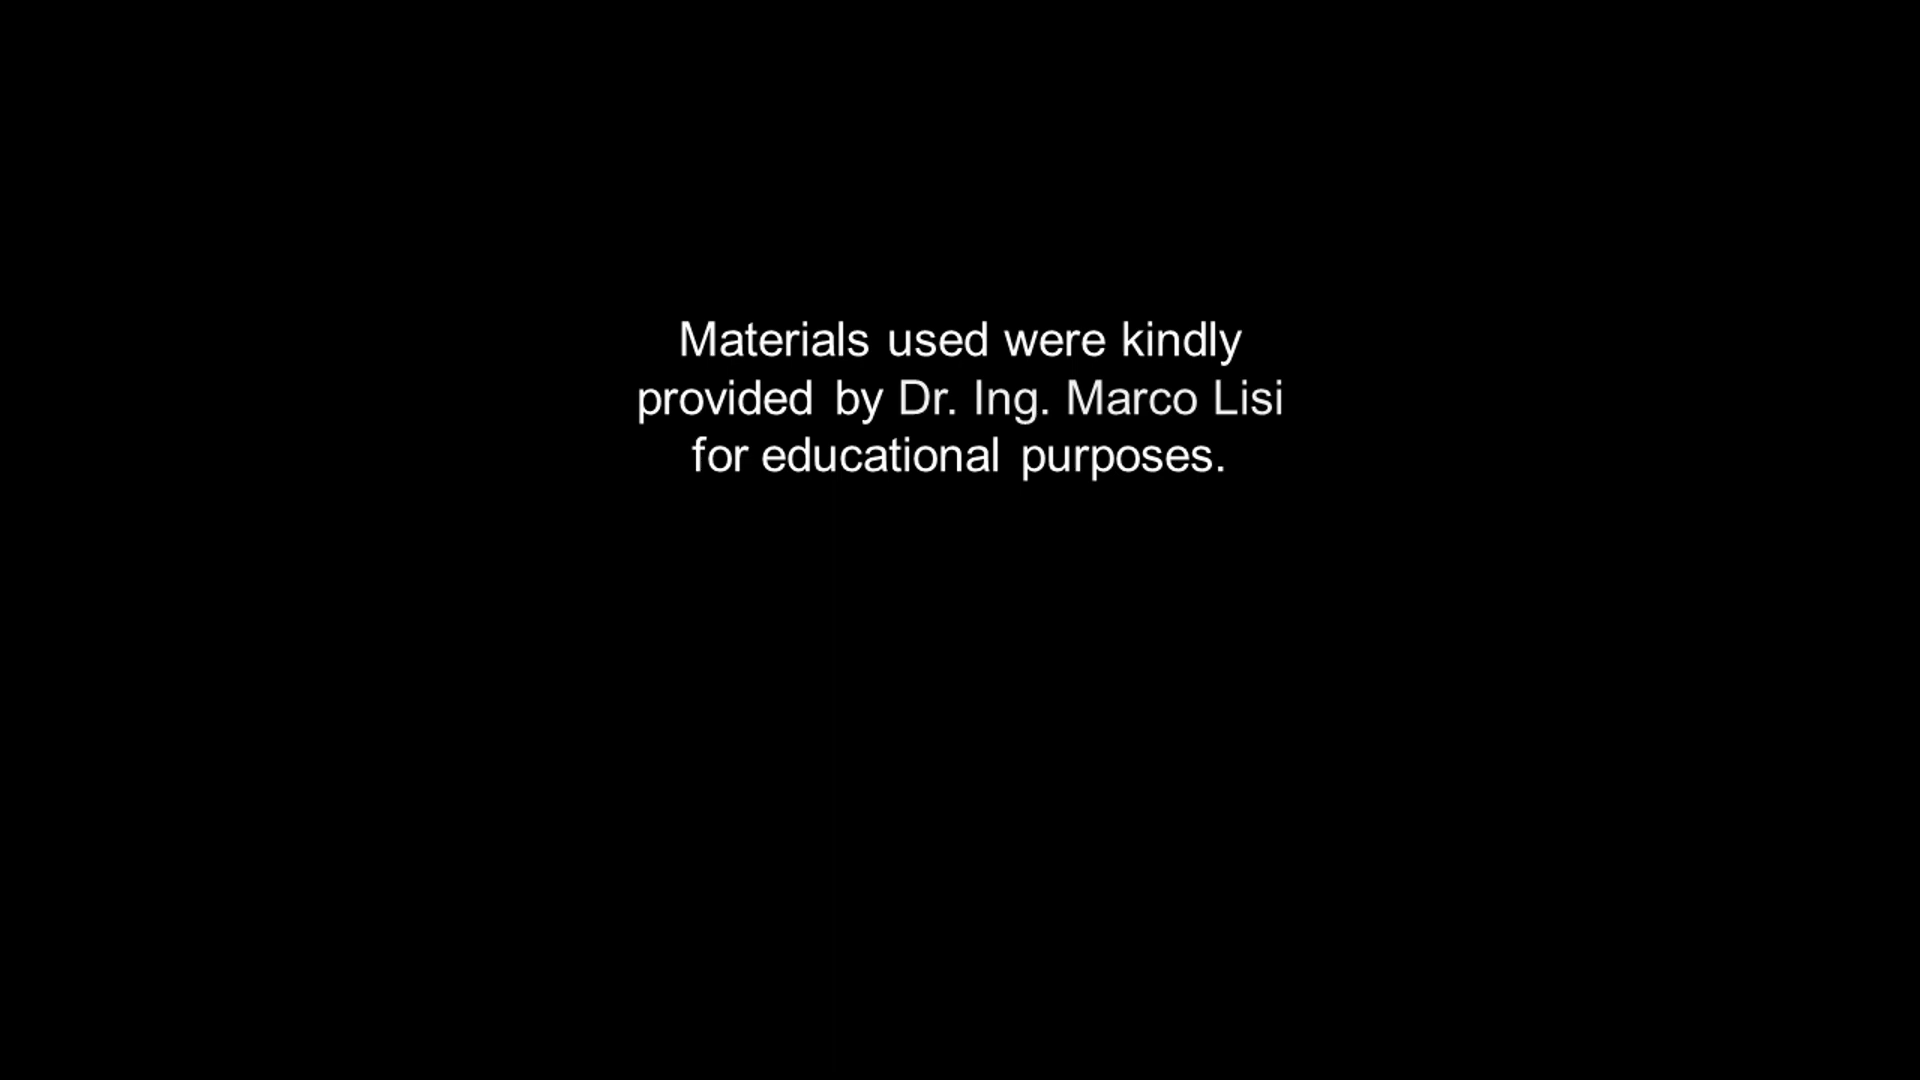 Materials used were kindly
provided by Dr. Ing. Marco Lisi
for educational purposes.